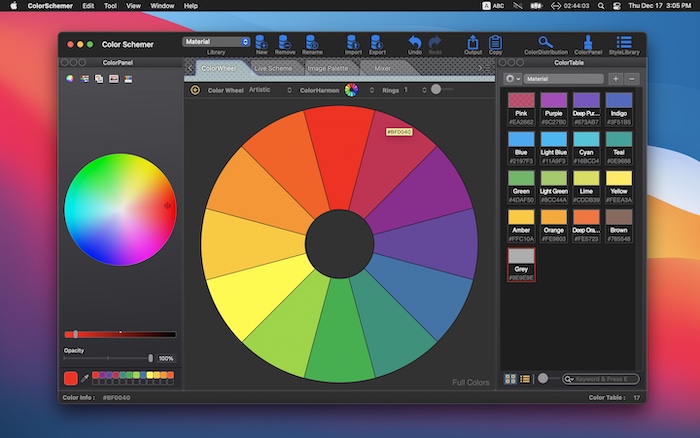 ColorSchemer Edit Tool View Window Help
A ABC (-) 02:44:03 Thu Dec 17 3:05 PM
Color Schemer
Material
Library New Remove Rename Import Export Undo Redo Output Copy ColorDistribution ColorPanel StyleLibrary
ColorPanel
ColorWheel Live Scheme Image Palette Mixer
ColorTable
Color Wheel Artistic ColorHarmon Rings 1
Material + −
#BF0040
Pink Purple Deep Pur... Indigo
#EA2662 #9C27B0 #673AB7 #3F51B5
Blue Light Blue Cyan Teal
#2197F3 #11A9F3 #16BCD4 #0E9688
Green Light Green Lime Yellow
#4DAF50 #8CC44A #CDDB39 #FEEA3A
Amber Orange Deep Ora... Brown
#FFC10A #FE9803 #FE5723 #785548
Grey
#9E9E9E
Opacity
100%
Full Colors
Keyword & Press E
Color Info : #BF0040
Color Table : 17